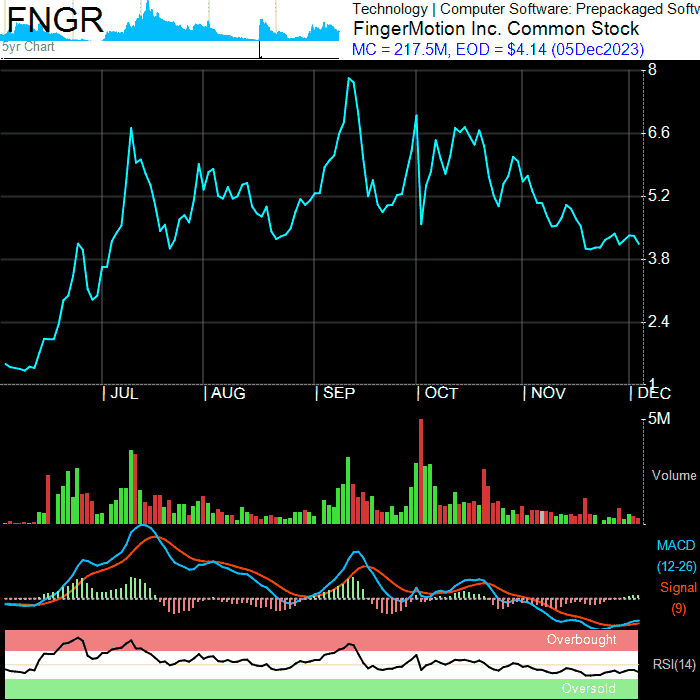 FNGR
5yr Chart
Technology | Computer Software: Prepackaged Softw
FingerMotion Inc. Common Stock
MC = 217.5M, EOD = $4.14 (05Dec2023)
8
6.6
5.2
3.8
2.4
1
| JUL | AUG | SEP | OCT | NOV | DEC
5M
Volume
MACD
(12-26)
Signal
(9)
Overbought
RSI(14)
Oversold